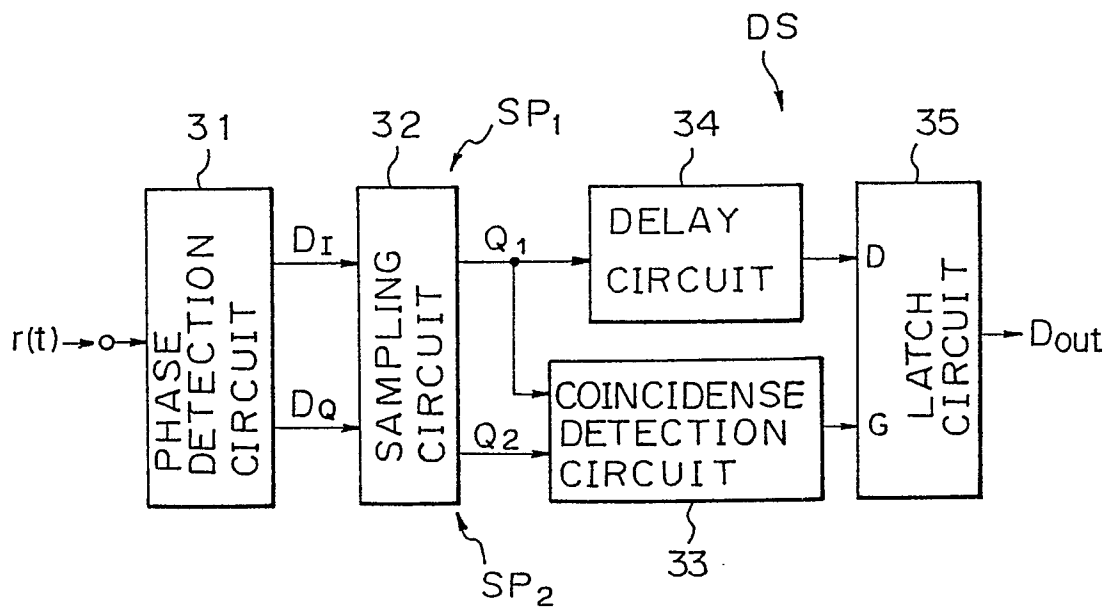 DS
31
32
SP1
34
35
PHASE
DETECTION
CIRCUIT
DI
DQ
r(t)
SAMPLING
CIRCUIT
Q1
Q2
DELAY
CIRCUIT
COINCIDENSE
DETECTION
CIRCUIT
D
G
LATCH
CIRCUIT
Dout
SP2
33